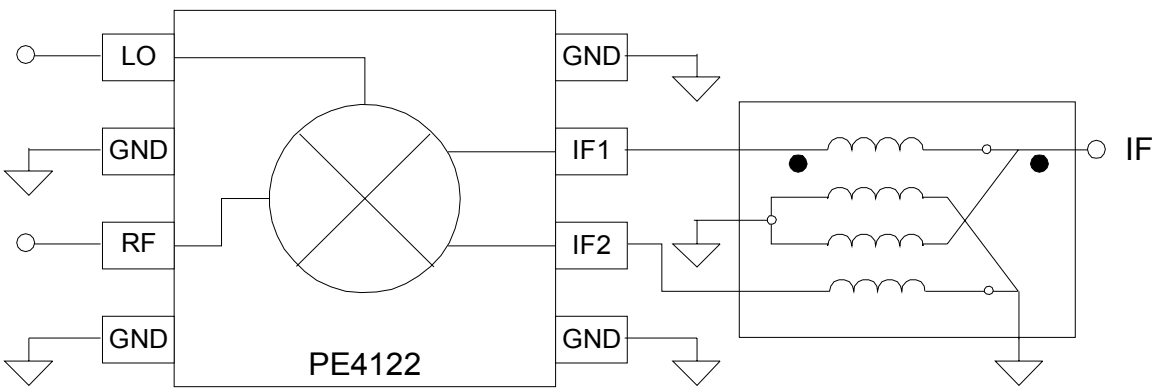 LO
GND
RF
GND
GND
IF1
IF2
GND
PE4122
IF